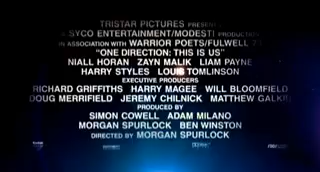 TRISTAR PICTURES PRESENTS
A SYCO ENTERTAINMENT/MODEST! PRODUCTION
IN ASSOCIATION WITH WARRIOR POETS/FULWELL 73
"ONE DIRECTION: THIS IS US"
NIALL HORAN ZAYN MALIK LIAM PAYNE
HARRY STYLES LOUIS TOMLINSON
EXECUTIVE PRODUCERS
RICHARD GRIFFITHS HARRY MAGEE WILL BLOOMFIELD
DOUG MERRIFIELD JEREMY CHILNICK MATTHEW GALKIN
PRODUCED BY
SIMON COWELL ADAM MILANO
MORGAN SPURLOCK BEN WINSTON
DIRECTED BY MORGAN SPURLOCK